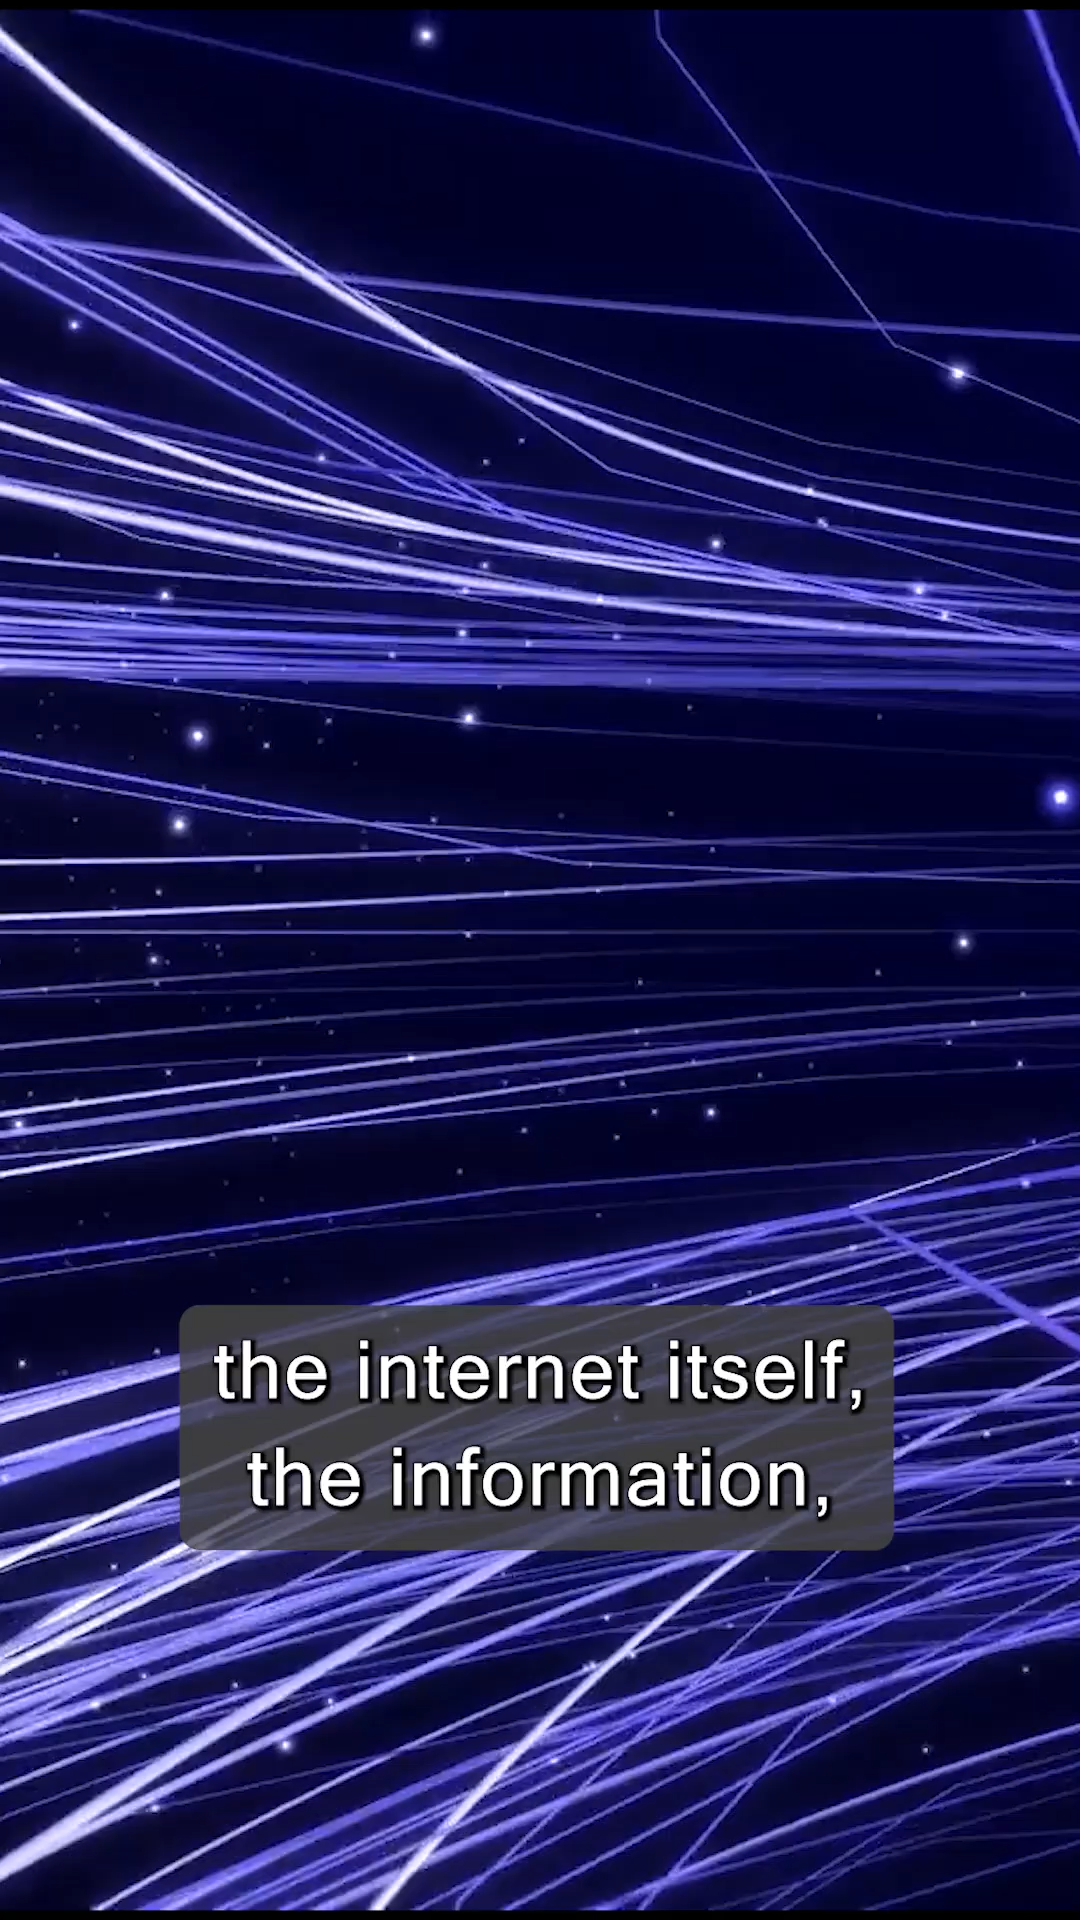 the internet itself,
the information,